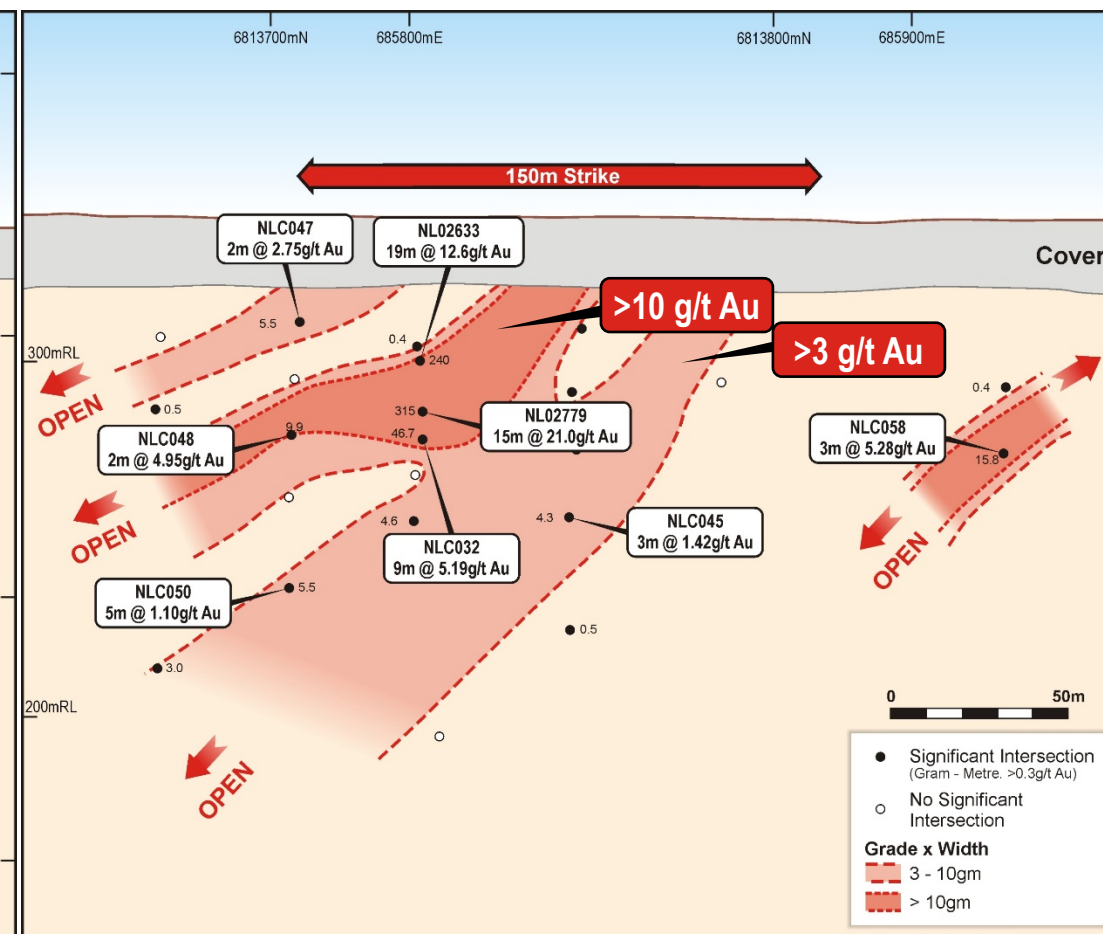 6813700mN
685800mE
6813800mN
685900mE
150m Strike
NLC047
2m @ 2.75g/t Au
NL02633
19m @ 12.6g/t Au
Cover
>10 g/t Au
>3 g/t Au
5.5
0.4
240
300mRL
OPEN
0.5
315
9.9
46.7
NLC048
2m @ 4.95g/t Au
NL02779
15m @ 21.0g/t Au
0.4
NLC058
3m @ 5.28g/t Au
15.8
OPEN
4.6
4.3
NLC045
3m @ 1.42g/t Au
OPEN
NLC032
9m @ 5.19g/t Au
NLC050
5m @ 1.10g/t Au
5.5
0.5
3.0
200mRL
OPEN
0
50m
Significant Intersection
(Gram - Metre. >0.3g/t Au)
No Significant
Intersection
Grade x Width
3 - 10gm
> 10gm